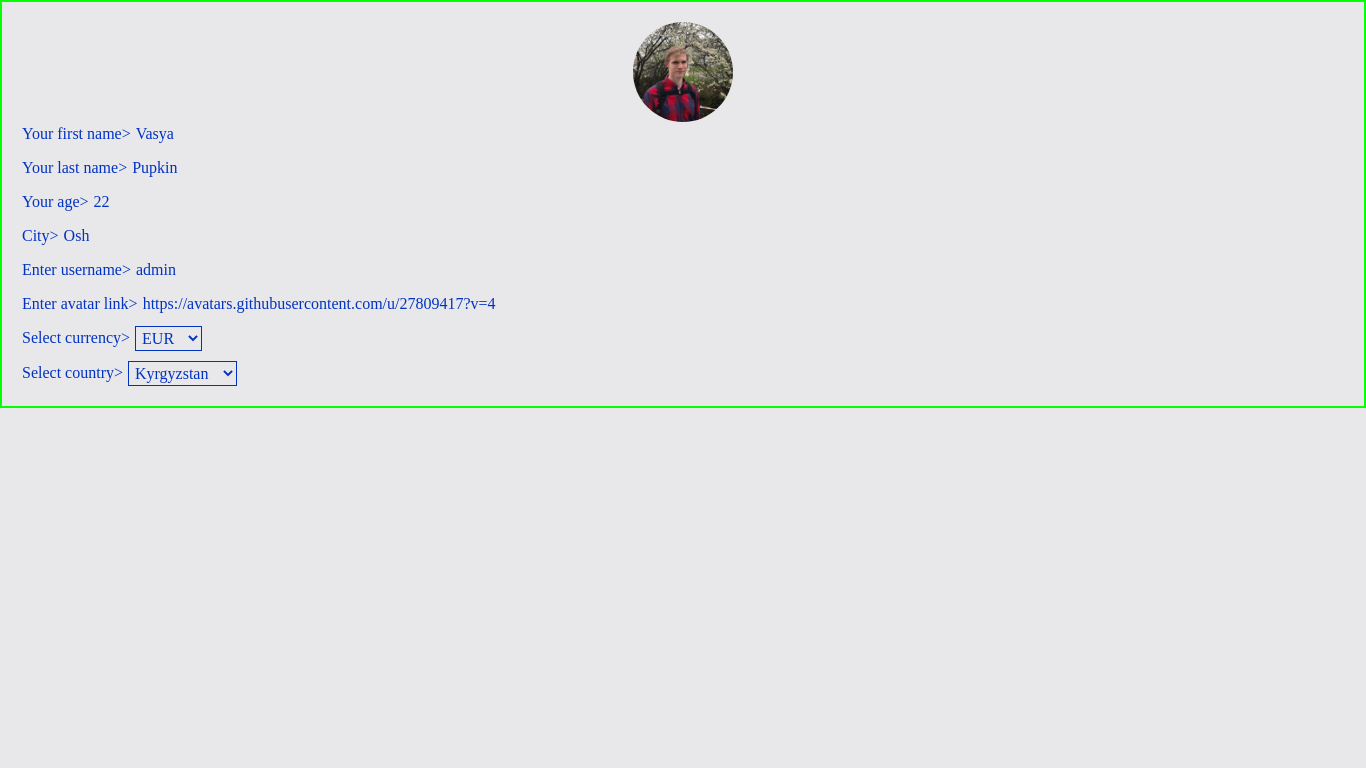 Your first name> Vasya
Your last name> Pupkin
Your age> 22
City> Osh
Enter username> admin
Enter avatar link> https://avatars.githubusercontent.com/u/27809417?v=4
Select currency> EUR
Select country> Kyrgyzstan